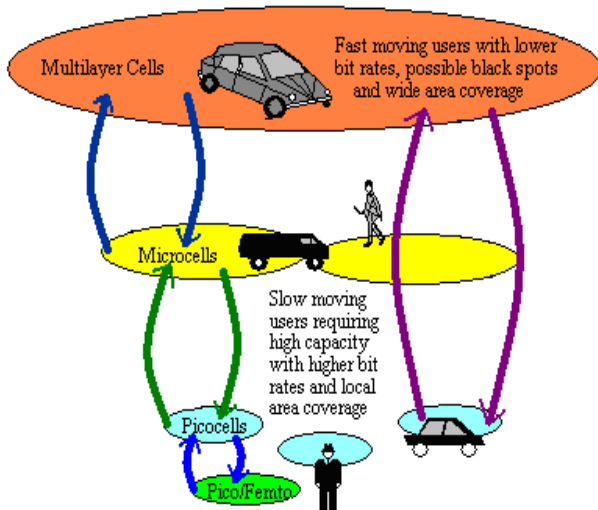 Multilayer Cells
Fast moving users with lower
bit rates, possible black spots
and wide area coverage
Microcells
Slow moving
users requiring
high capacity
with higher bit
rates and local
area coverage
Picocells
Pico/Femto